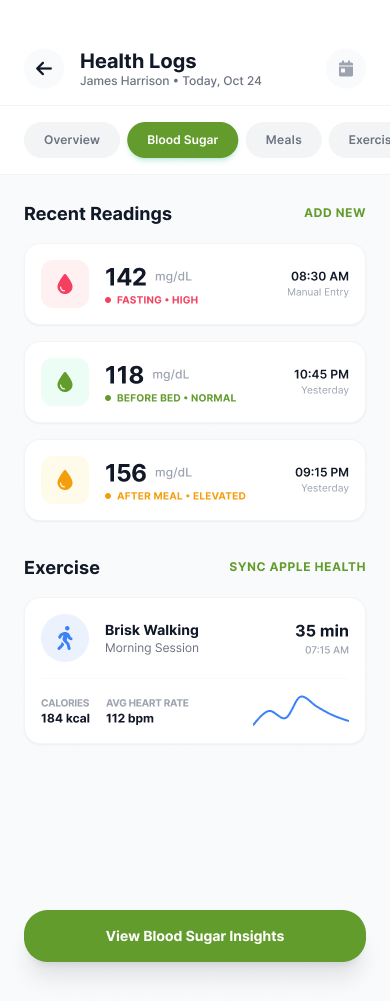 Health Logs
James Harrison • Today, Oct 24
Overview
Blood Sugar
Meals
Exercis
Recent Readings
ADD NEW
142 mg/dL
08:30 AM
• FASTING • HIGH
Manual Entry
118 mg/dL
10:45 PM
• BEFORE BED • NORMAL
Yesterday
156 mg/dL
09:15 PM
• AFTER MEAL • ELEVATED
Yesterday
Exercise
SYNC APPLE HEALTH
Brisk Walking
35 min
Morning Session
07:15 AM
CALORIES
AVG HEART RATE
184 kcal
112 bpm
View Blood Sugar Insights